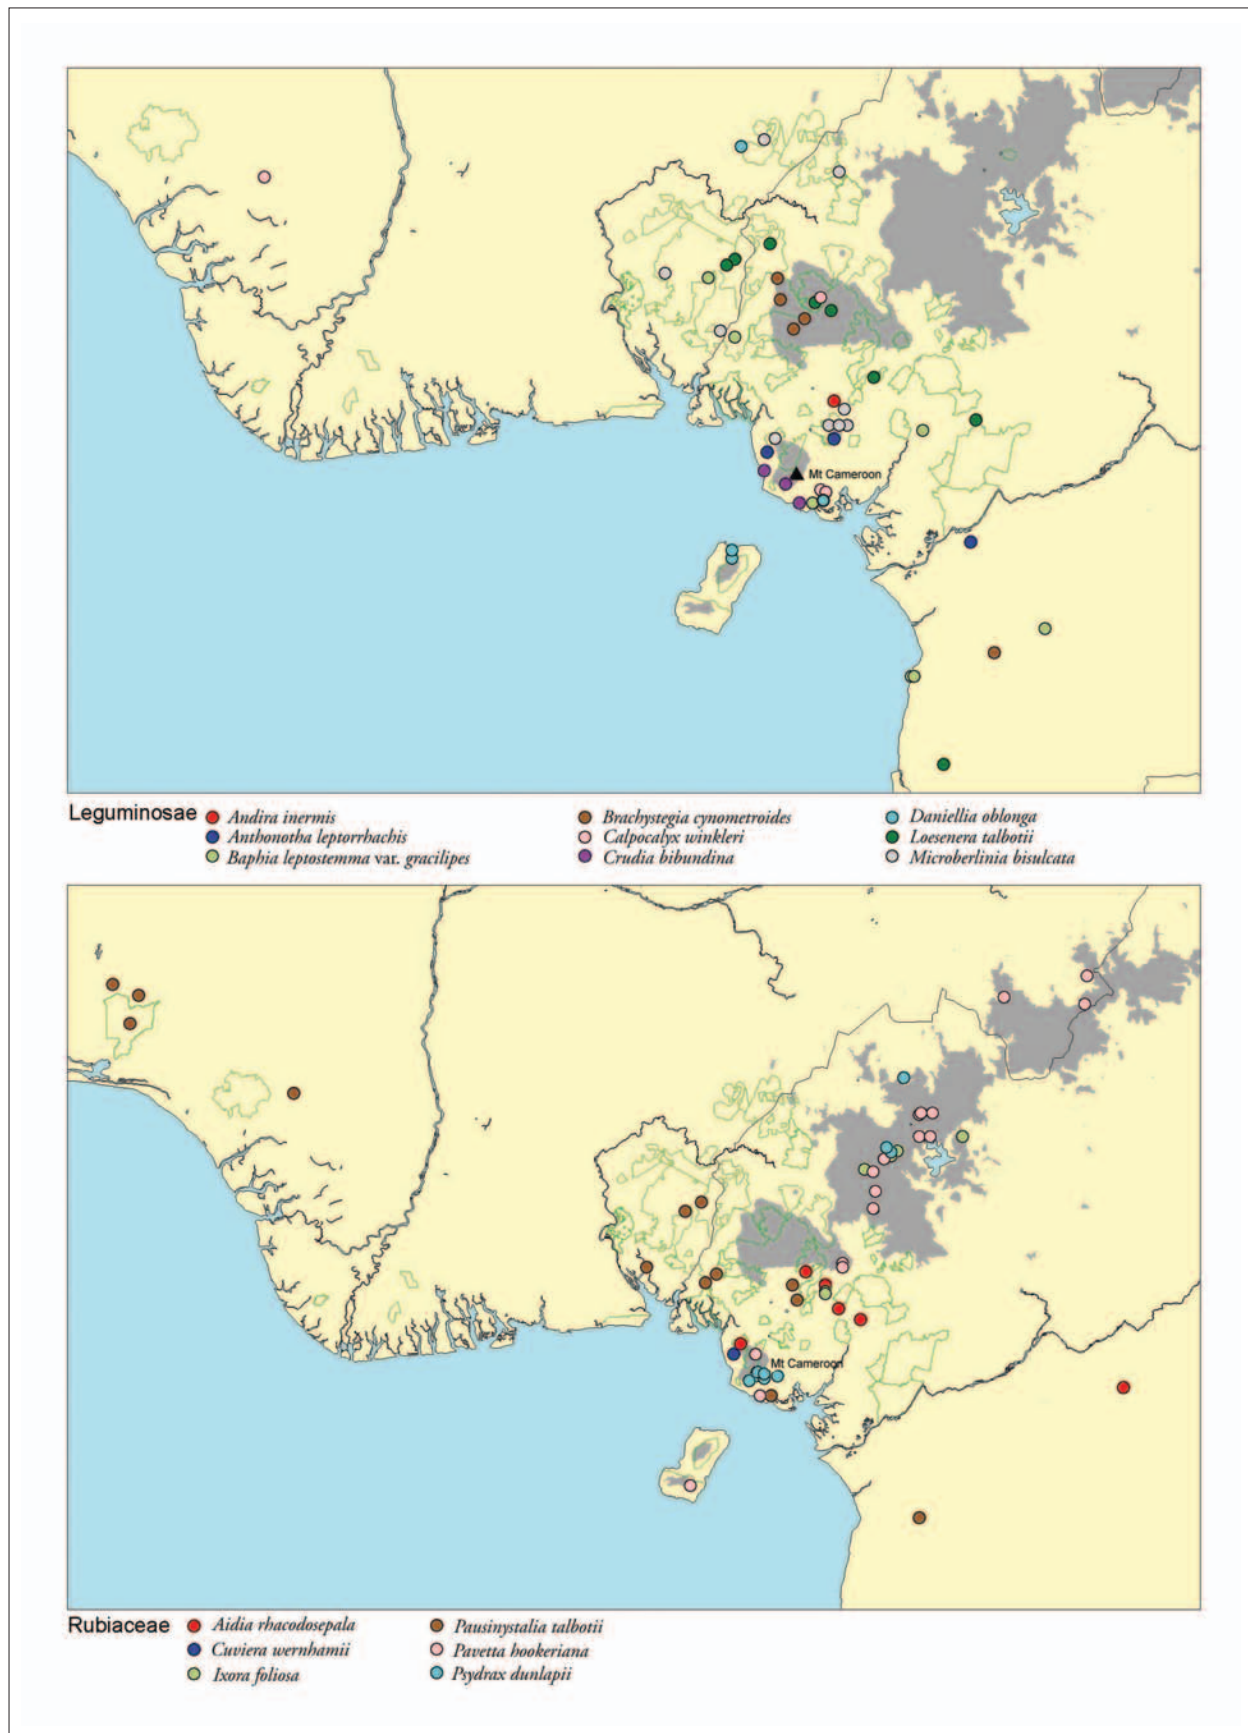 Mt Cameroon
Leguminosae
Andira inermis
Anthonotha leptorrhachis
Baphia leptostemma var. gracilipes
Brachystegia cynometroides
Calpocalyx winkleri
Crudia bibundina
Daniellia oblonga
Loesenera talbotii
Microberlinia bisulcata
Mt Cameroon
Rubiaceae
Aidia rhacodosepala
Cuviera wernhamii
Ixora foliosa
Pausinystalia talbotii
Pavetta hookeriana
Psydrax dunlapii